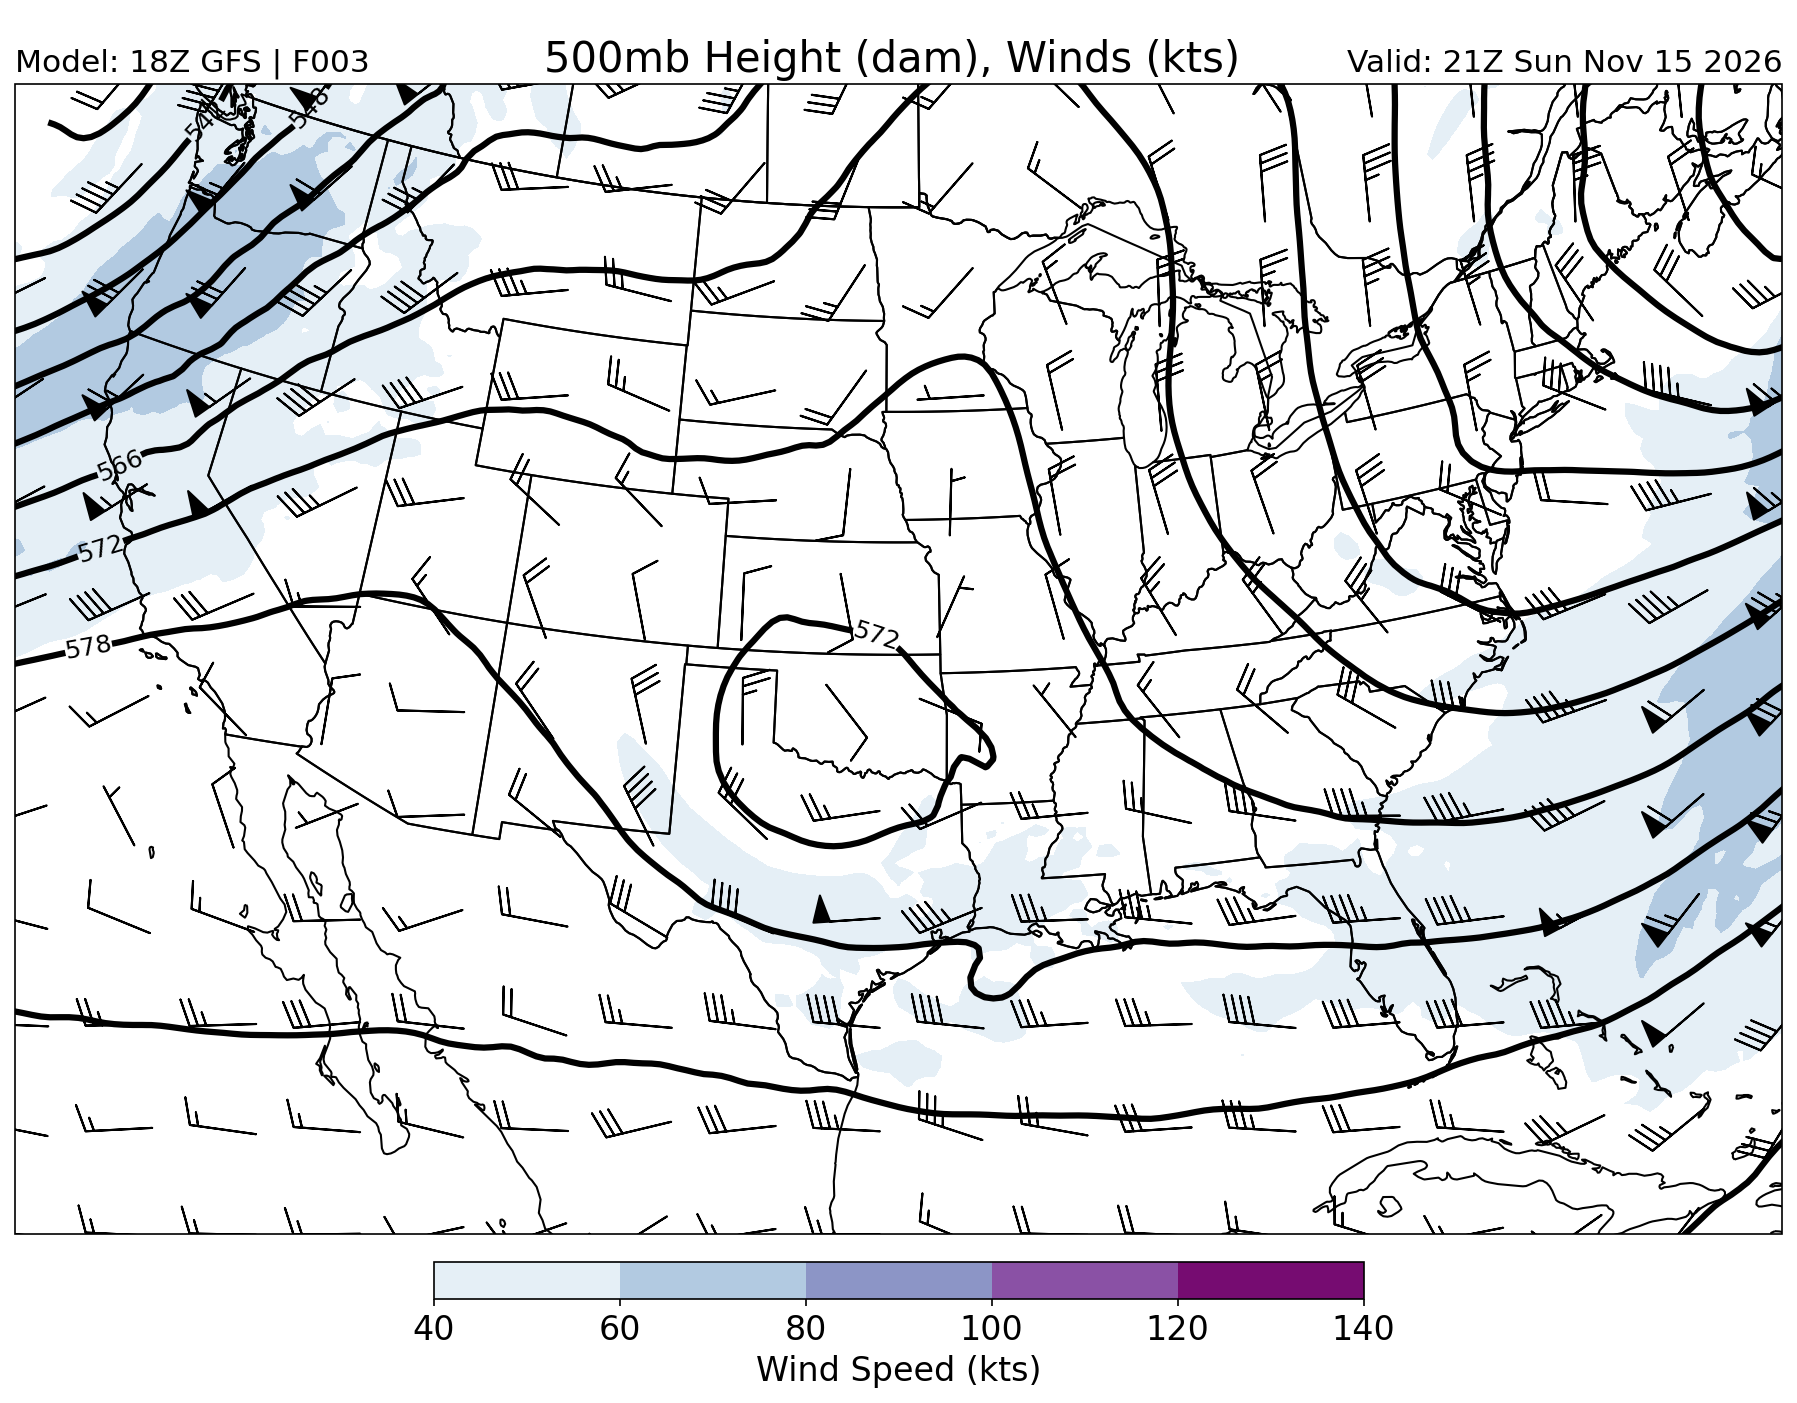 Model: 18Z GFS | F003
500mb Height (dam), Winds (kts)
Valid: 21Z Sun Nov 15 2026
548
566
572
572
578
40 60 80 100 120 140
Wind Speed (kts)